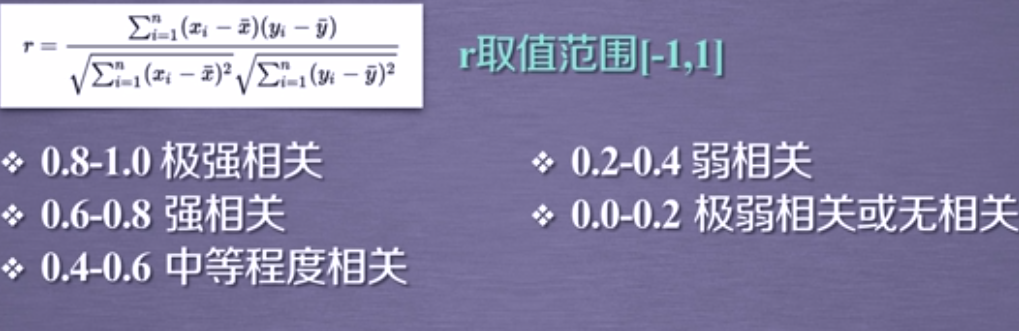 r = \frac{\sum_{i=1}^{n}(x_i - \bar{x})(y_i - \bar{y})}{\sqrt{\sum_{i=1}^{n}(x_i - \bar{x})^2}\sqrt{\sum_{i=1}^{n}(y_i - \bar{y})^2}}
r取值范围[-1,1]
❖ 0.8-1.0 极强相关
❖ 0.6-0.8 强相关
❖ 0.4-0.6 中等程度相关
❖ 0.2-0.4 弱相关
❖ 0.0-0.2 极弱相关或无相关